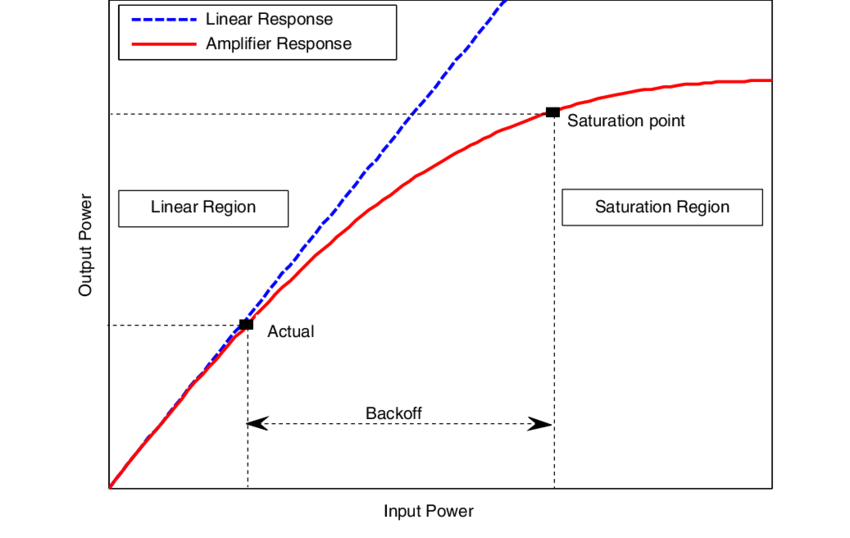 Linear Response
Amplifier Response
Saturation point
Linear Region
Saturation Region
Output Power
Actual
Backoff
Input Power